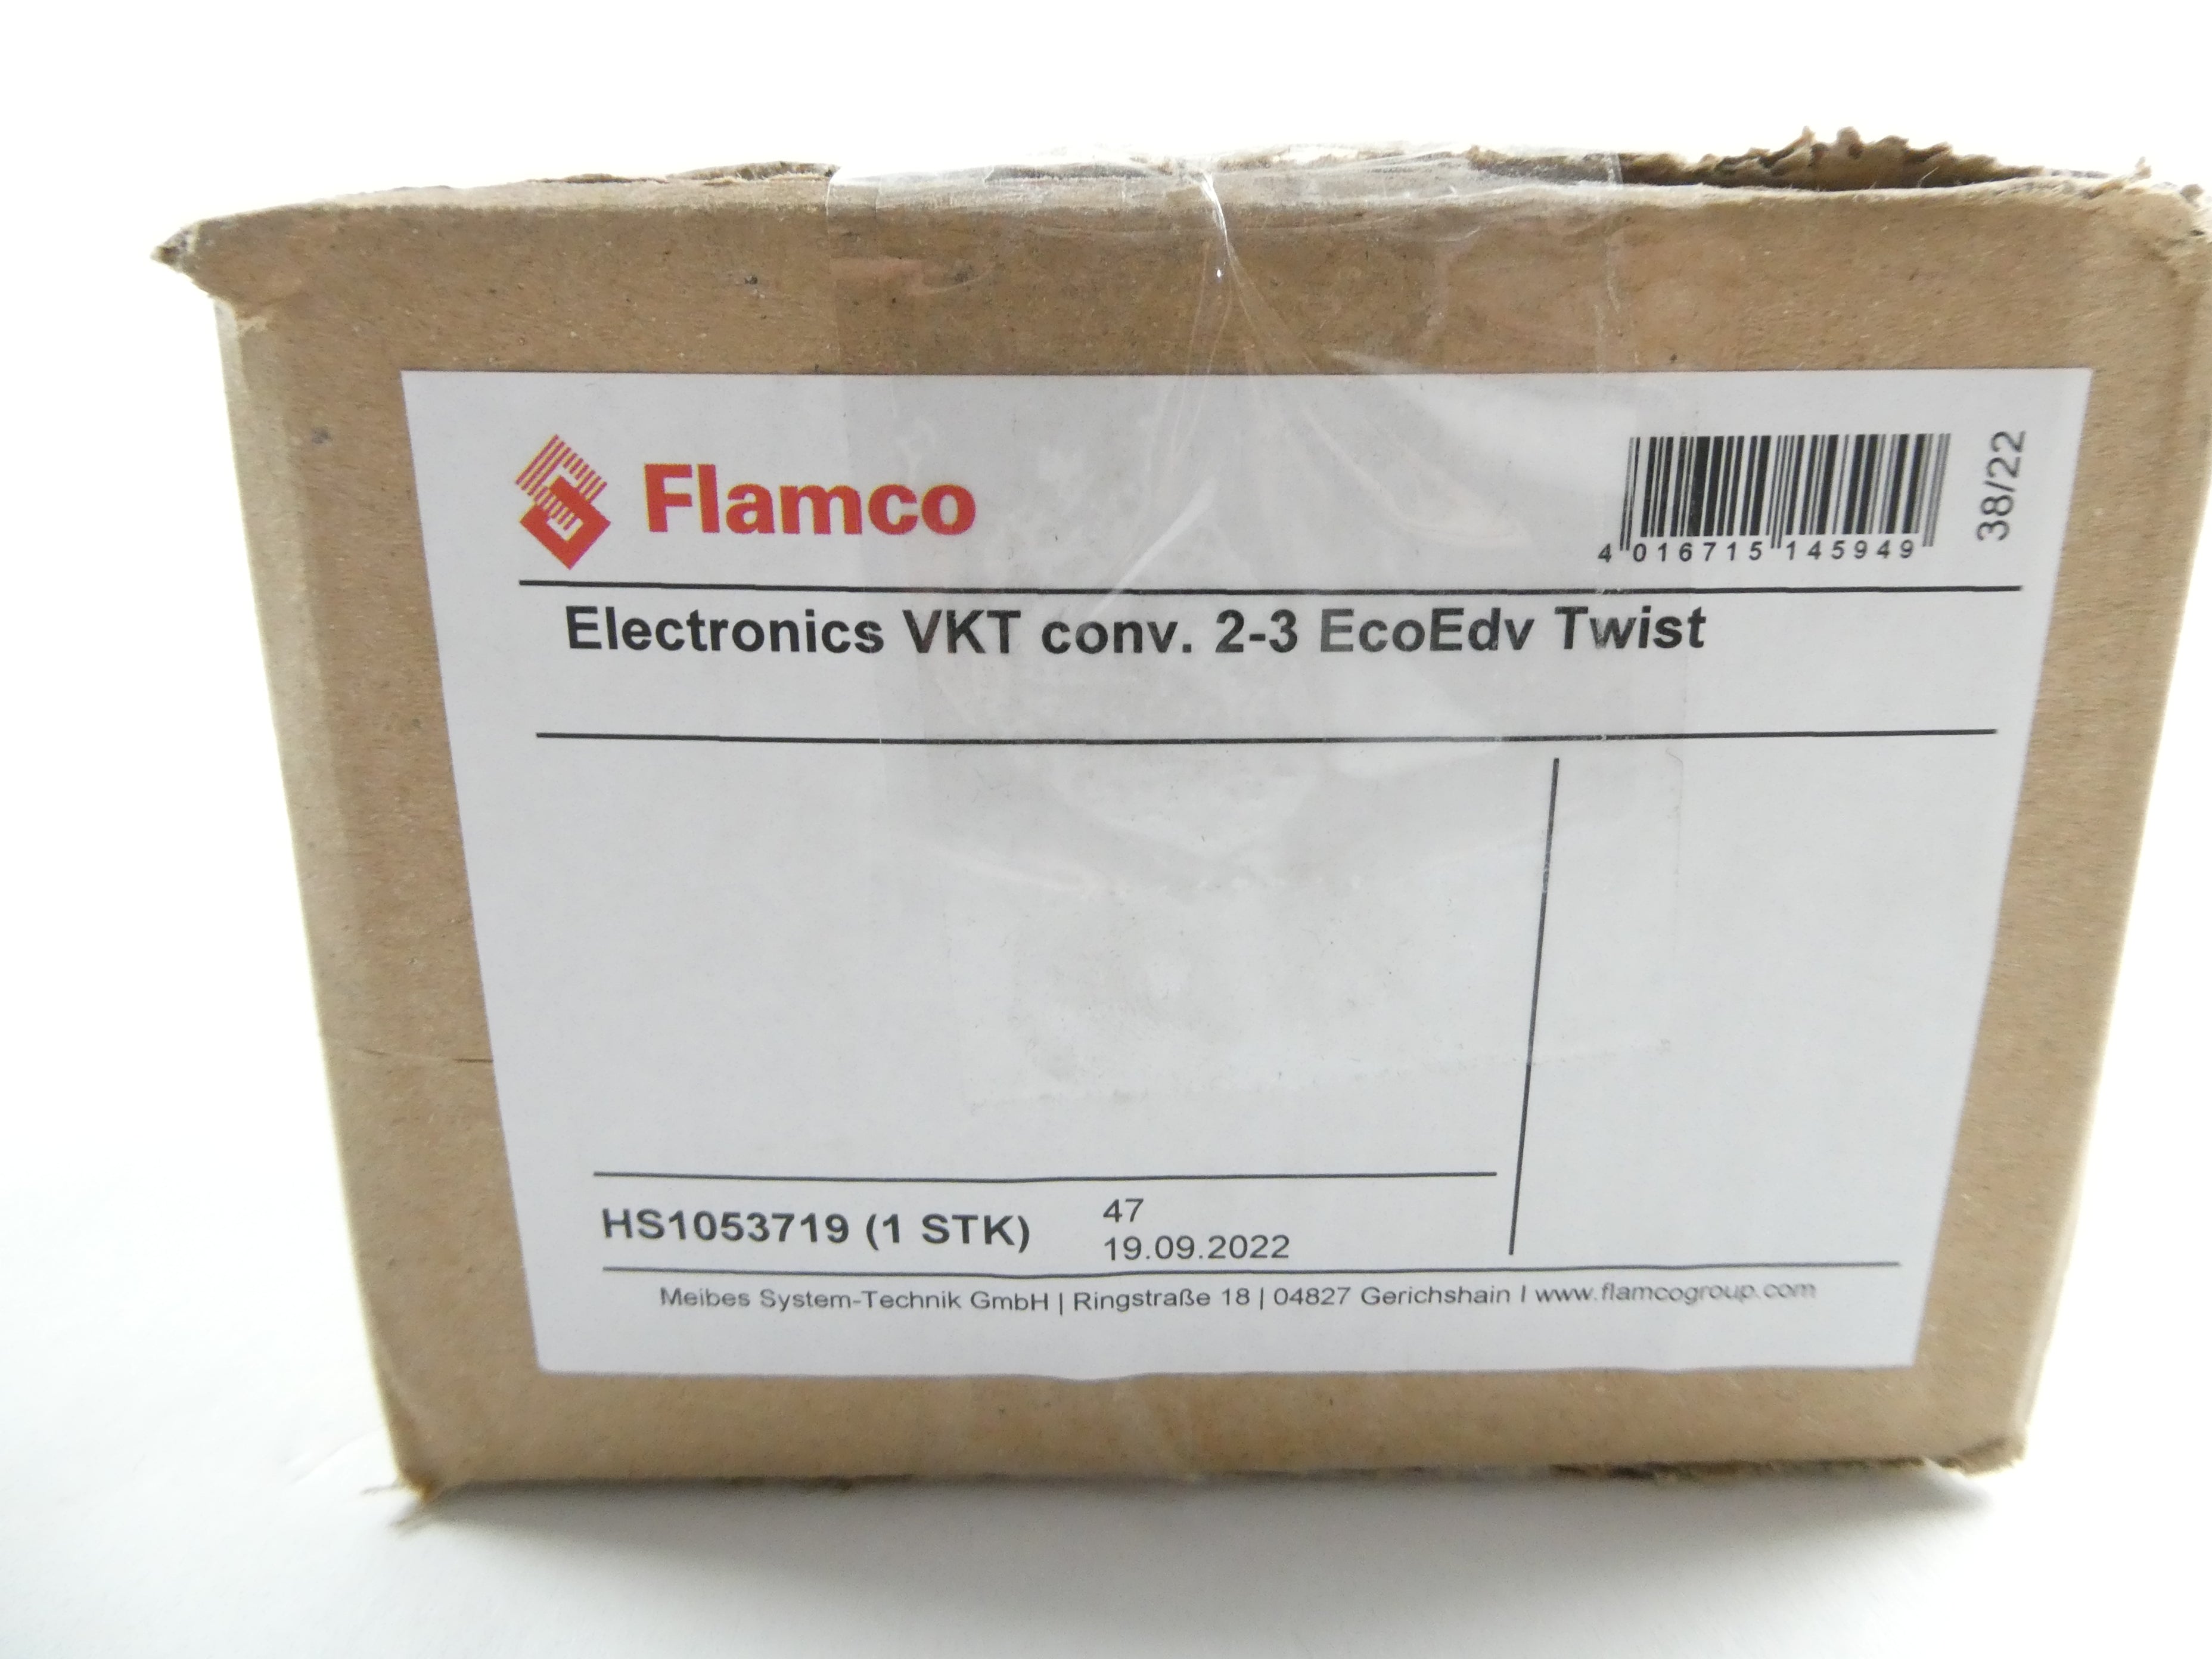 Flamco
4 016715 145949
38/22
Electronics VKT conv. 2-3 EcoEdv Twist
HS1053719 (1 STK)
47
19.09.2022
Meibes System-Technik GmbH | Ringstraße 18 | 04827 Gerichshain I www.flamcogroup.com